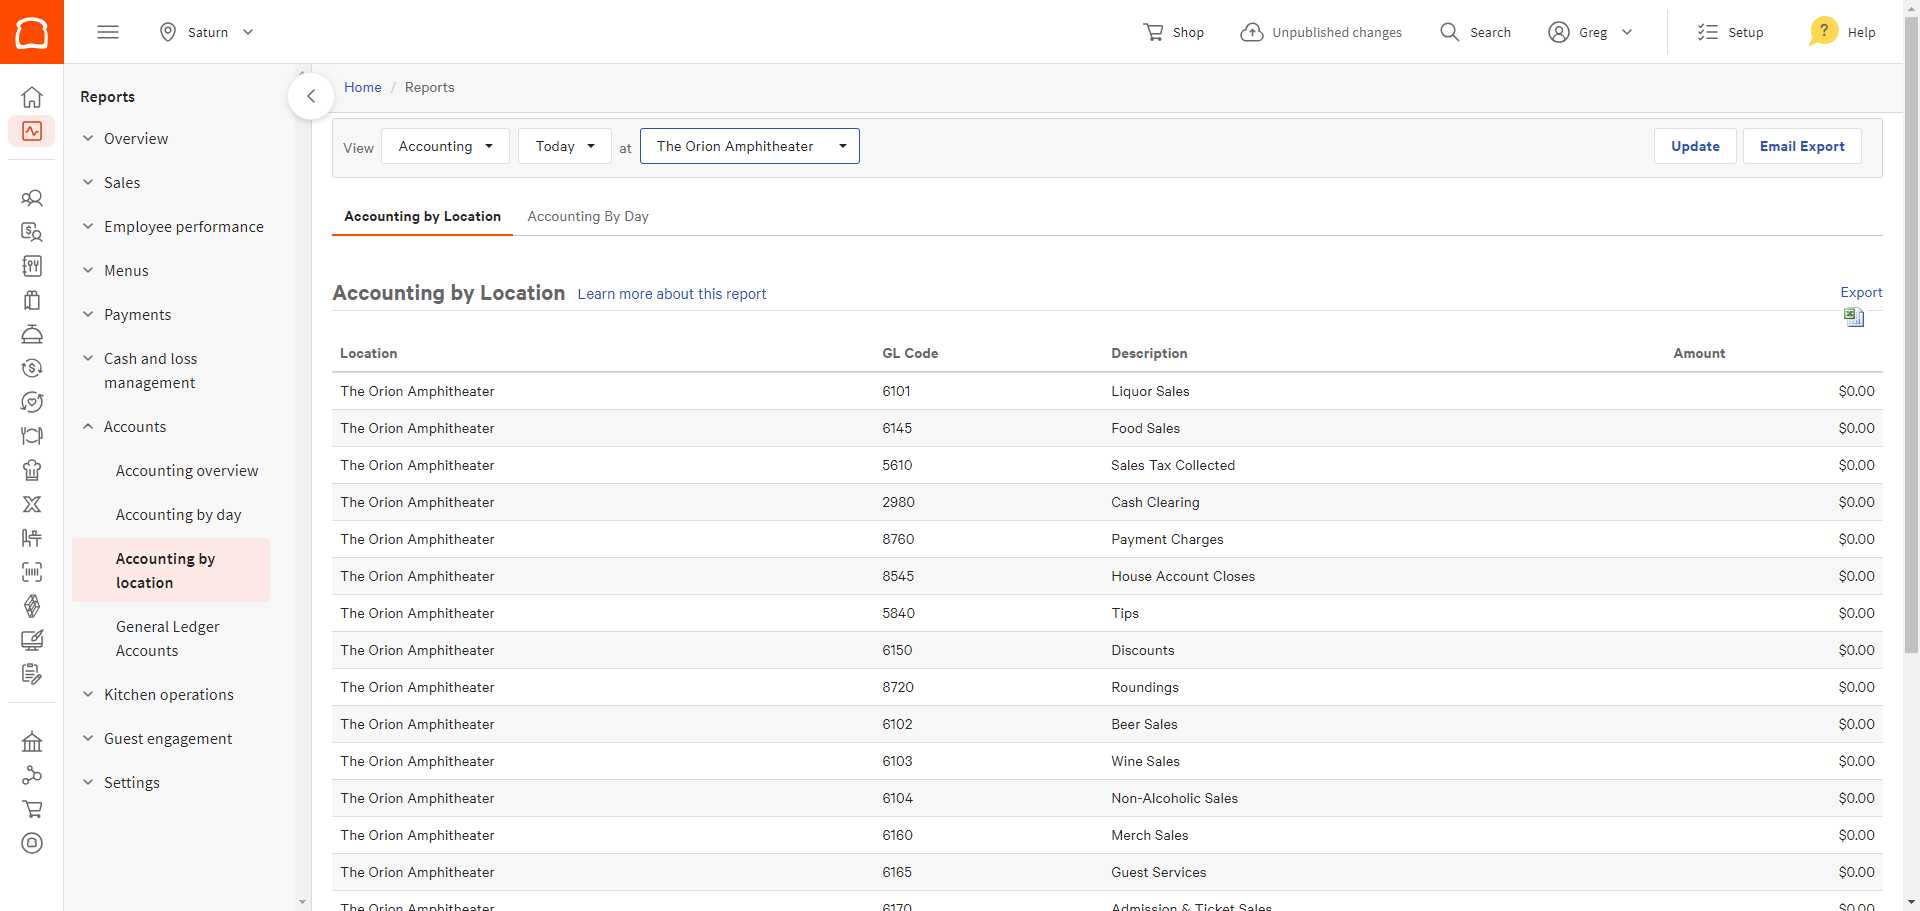 Saturn
Shop
Unpublished changes
Search
Greg
Setup
? Help
Reports
Overview
Sales
Employee performance
Menus
Payments
Cash and loss
management
Accounts
Accounting overview
Accounting by day
Accounting by
location
General Ledger
Accounts
Kitchen operations
Guest engagement
Settings
Home / Reports
View Accounting Today at The Orion Amphitheater
Update Email Export
Accounting by Location Accounting By Day
Accounting by Location Learn more about this report Export
Location GL Code Description Amount
The Orion Amphitheater 6101 Liquor Sales $0.00
The Orion Amphitheater 6145 Food Sales $0.00
The Orion Amphitheater 5610 Sales Tax Collected $0.00
The Orion Amphitheater 2980 Cash Clearing $0.00
The Orion Amphitheater 8760 Payment Charges $0.00
The Orion Amphitheater 8545 House Account Closes $0.00
The Orion Amphitheater 5840 Tips $0.00
The Orion Amphitheater 6150 Discounts $0.00
The Orion Amphitheater 8720 Roundings $0.00
The Orion Amphitheater 6102 Beer Sales $0.00
The Orion Amphitheater 6103 Wine Sales $0.00
The Orion Amphitheater 6104 Non-Alcoholic Sales $0.00
The Orion Amphitheater 6160 Merch Sales $0.00
The Orion Amphitheater 6165 Guest Services $0.00
The Orion Amphitheater 6170 Admission & Ticket Sales $0.00